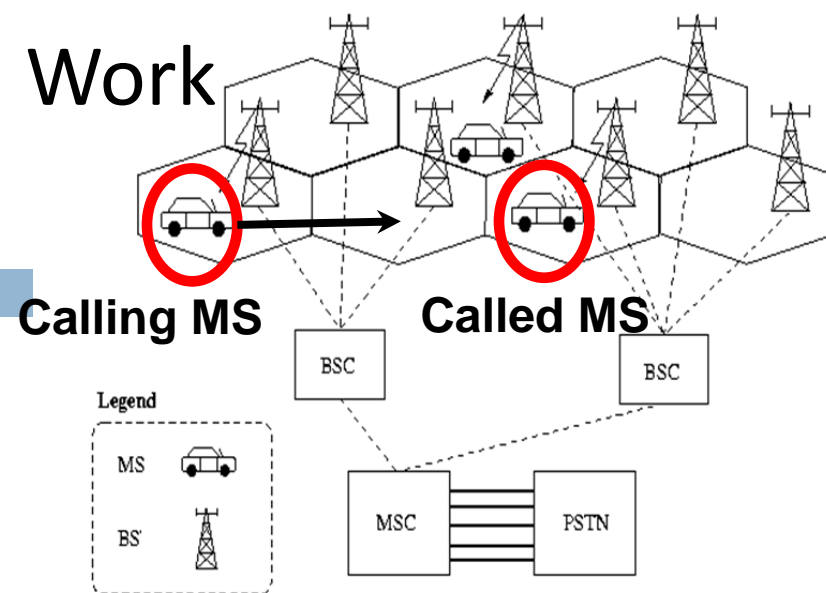 Work
Calling MS
Called MS
BSC
BSC
Legend
MS
BS'
MSC
PSTN